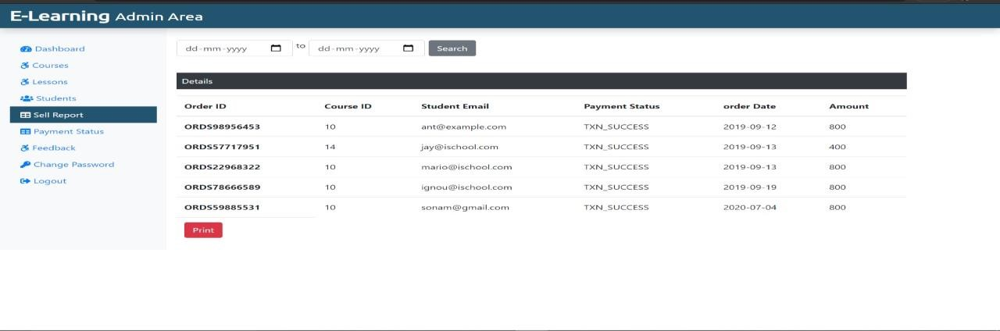 E-Learning Admin Area
Dashboard
Courses
Lessons
Students
Sell Report
Payment Status
Feedback
Change Password
Logout
dd-mm-yyyy to dd-mm-yyyy Search
Details
Order ID Course ID Student Email Payment Status order Date Amount
ORDS98956453 10 ant@example.com TXN_SUCCESS 2019-09-12 800
ORDS57717951 14 jay@ischool.com TXN_SUCCESS 2019-09-13 400
ORDS22968322 10 mario@ischool.com TXN_SUCCESS 2019-09-13 800
ORDS78666589 10 ignou@ischool.com TXN_SUCCESS 2019-09-19 800
ORDS59885531 10 sonam@gmail.com TXN_SUCCESS 2020-07-04 800
Print